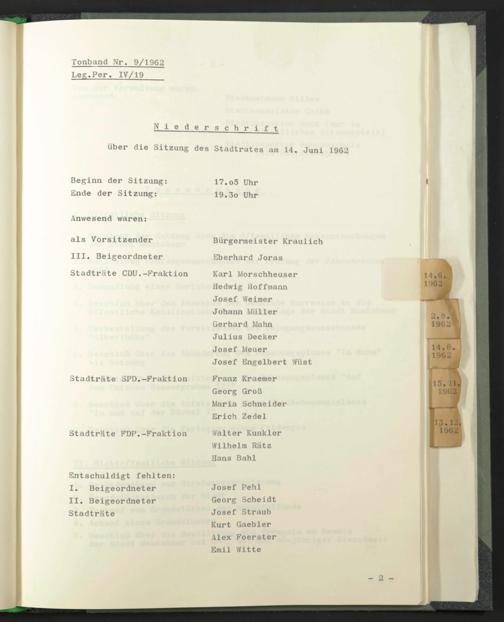 Tonband Nr. 9/1962
Leg.Per. IV/19
Niederschrift
über die Sitzung des Stadtrates am 14. Juni 1962
Beginn der Sitzung: 17.o5 Uhr
Ende der Sitzung: 19.3o Uhr
Anwesend waren:
als Vorsitzender Bürgermeister Kraulich
III. Beigeordneter Eberhard Joras
Stadträte CDU.-Fraktion Karl Morschheuser
Hedwig Hoffmann
Josef Weimer
Johann Müller
Gerhard Mahn
Julius Decker
Josef Meuer
Josef Engelbert Wüst
Stadträte SPD.-Fraktion Franz Kraemer
Georg Groß
Maria Schneider
Erich Zedel
Stadträte FDP.-Fraktion Walter Kunkler
Wilhelm Rätz
Hans Bahl
Entschuldigt fehlten:
I. Beigeordneter Josef Pehl
II. Beigeordneter Georg Scheidt
Stadträte Josef Straub
Kurt Gaebler
Alex Foerster
Emil Witte
- 2 -
14.6.
1962
2.8.
1962
14.8.
1962
15.11.
1962
13.12.
1962